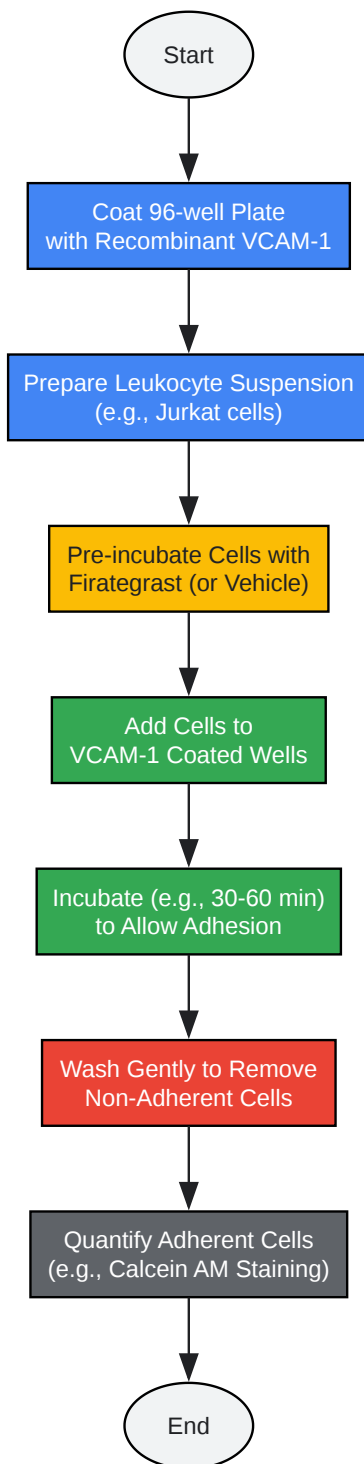 Start
Coat 96-well Plate
with Recombinant VCAM-1
Prepare Leukocyte Suspension
(e.g., Jurkat cells)
Pre-incubate Cells with
Firategrast (or Vehicle)
Add Cells to
VCAM-1 Coated Wells
Incubate (e.g., 30-60 min)
to Allow Adhesion
Wash Gently to Remove
Non-Adherent Cells
Quantify Adherent Cells
(e.g., Calcein AM Staining)
End